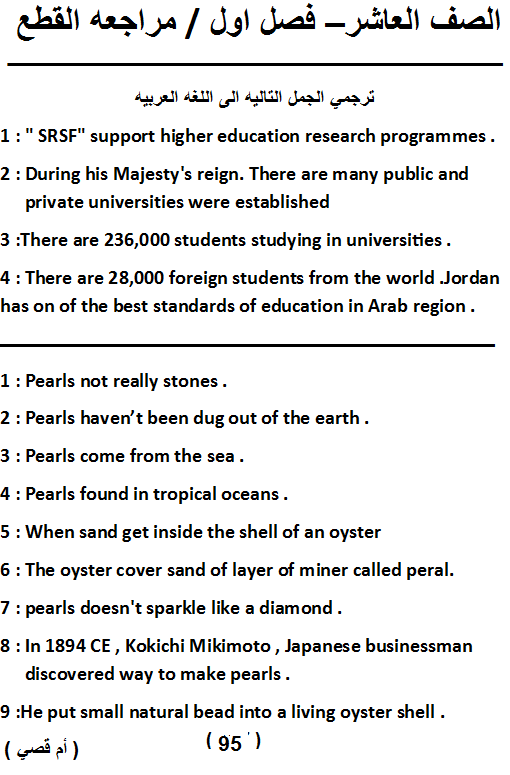 الصف العاشر– فصل اول / مراجعه القطع
ترجمي الجمل التاليه الى اللغه العربيه
1 : " SRSF" support higher education research programmes .
2 : During his Majesty's reign. There are many public and
private universities were established
3 :There are 236,000 students studying in universities .
4 : There are 28,000 foreign students from the world .Jordan
has on of the best standards of education in Arab region .
1 : Pearls not really stones .
2 : Pearls haven’t been dug out of the earth .
3 : Pearls come from the sea .
4 : Pearls found in tropical oceans .
5 : When sand get inside the shell of an oyster
6 : The oyster cover sand of layer of miner called peral.
7 : pearls doesn't sparkle like a diamond .
8 : In 1894 CE , Kokichi Mikimoto , Japanese businessman
discovered way to make pearls .
9 :He put small natural bead into a living oyster shell .
( أم قصي )
( 95 )